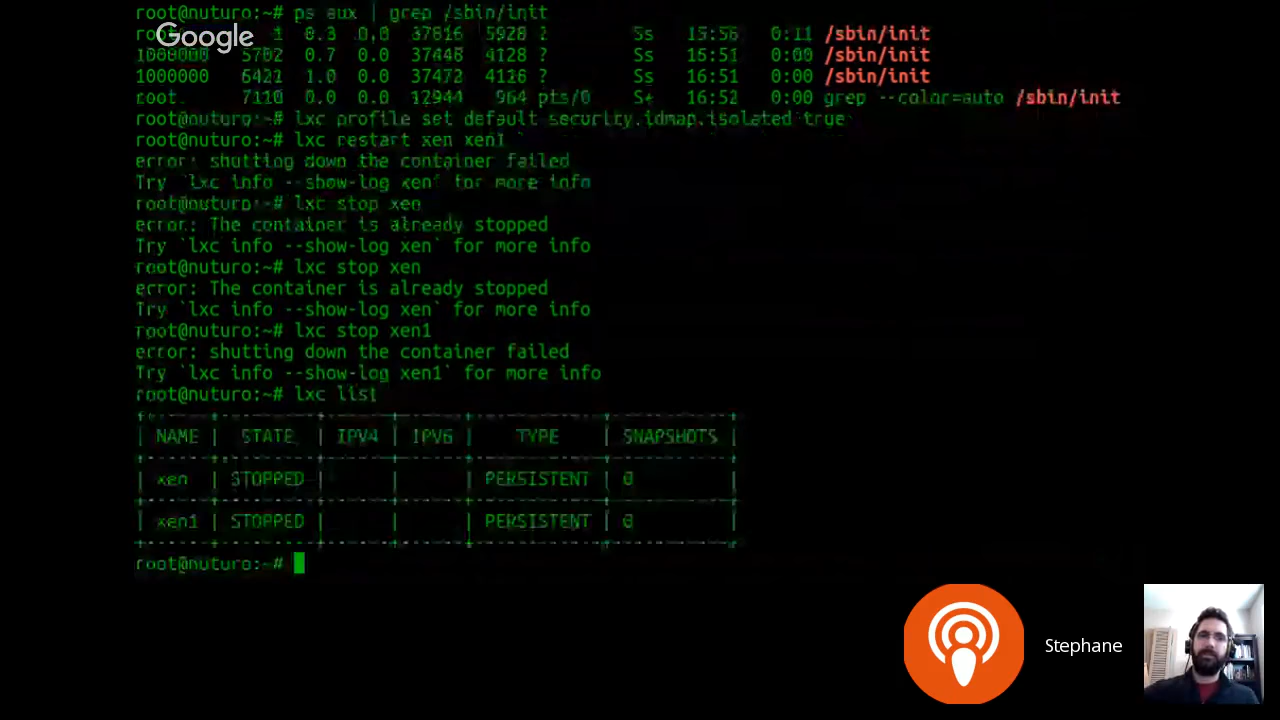 root@nuturo:~# ps aux | grep /sbin/init
Google
root 1 0.3 0.0 37816 5928 ? Ss 15:56 0:11 /sbin/init
1000000 5702 0.7 0.0 37448 4128 ? Ss 16:51 0:00 /sbin/init
1000000 6421 1.0 0.0 37472 4126 ? Ss 16:51 0:00 /sbin/init
root 7110 0.0 0.0 12944 964 pts/0 S+ 16:52 0:00 grep --color=auto /sbin/init
root@nuturo:~# lxc profile set default security.idmap.isolated true
root@nuturo:~# lxc restart xen xen1
error: shutting down the container failed
Try `lxc info --show-log xen` for more info
root@nuturo:~# lxc stop xen
error: The container is already stopped
Try `lxc info --show-log xen` for more info
root@nuturo:~# lxc stop xen
error: The container is already stopped
Try `lxc info --show-log xen` for more info
root@nuturo:~# lxc stop xen1
error: shutting down the container failed
Try `lxc info --show-log xen1` for more info
root@nuturo:~# lxc list
| NAME | STATE | IPV4 | IPV6 | TYPE | SNAPSHOTS |
| xen | STOPPED | | | PERSISTENT | 0 |
| xen1 | STOPPED | | | PERSISTENT | 0 |
root@nuturo:~#
Stephane